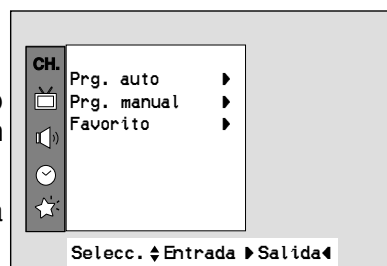 CH.
Prg. auto ▶
Prg. manual ▶
Favorito ▶
Selecc. ▲▼ Entrada ▶ Salida ◀